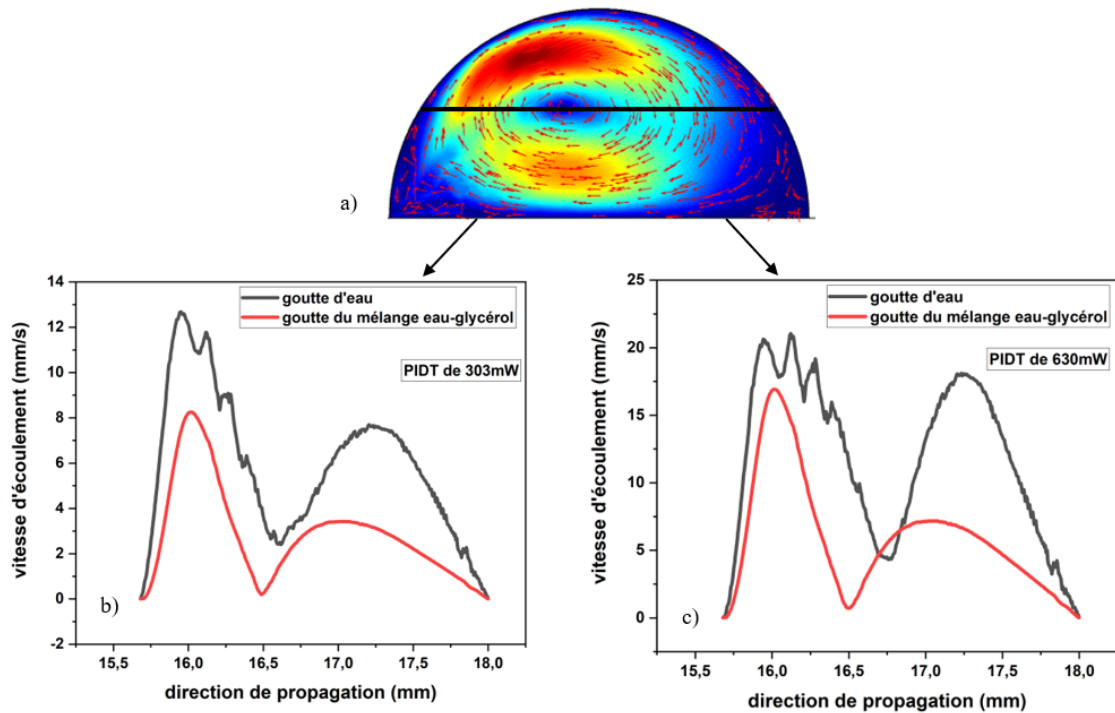 a)
14
12
10
8
6
4
2
0
-2
vitesse d'écoulement (mm/s)
goutte d'eau
goutte du mélange eau-glycérol
PIDT de 303mW
b)
15,5 16,0 16,5 17,0 17,5 18,0
direction de propagation (mm)
25
20
15
10
5
0
vitesse d'écoulement (mm/s)
goutte d'eau
goutte du mélange eau-glycérol
PIDT de 630mW
c)
15,5 16,0 16,5 17,0 17,5 18,0
direction de propagation (mm)